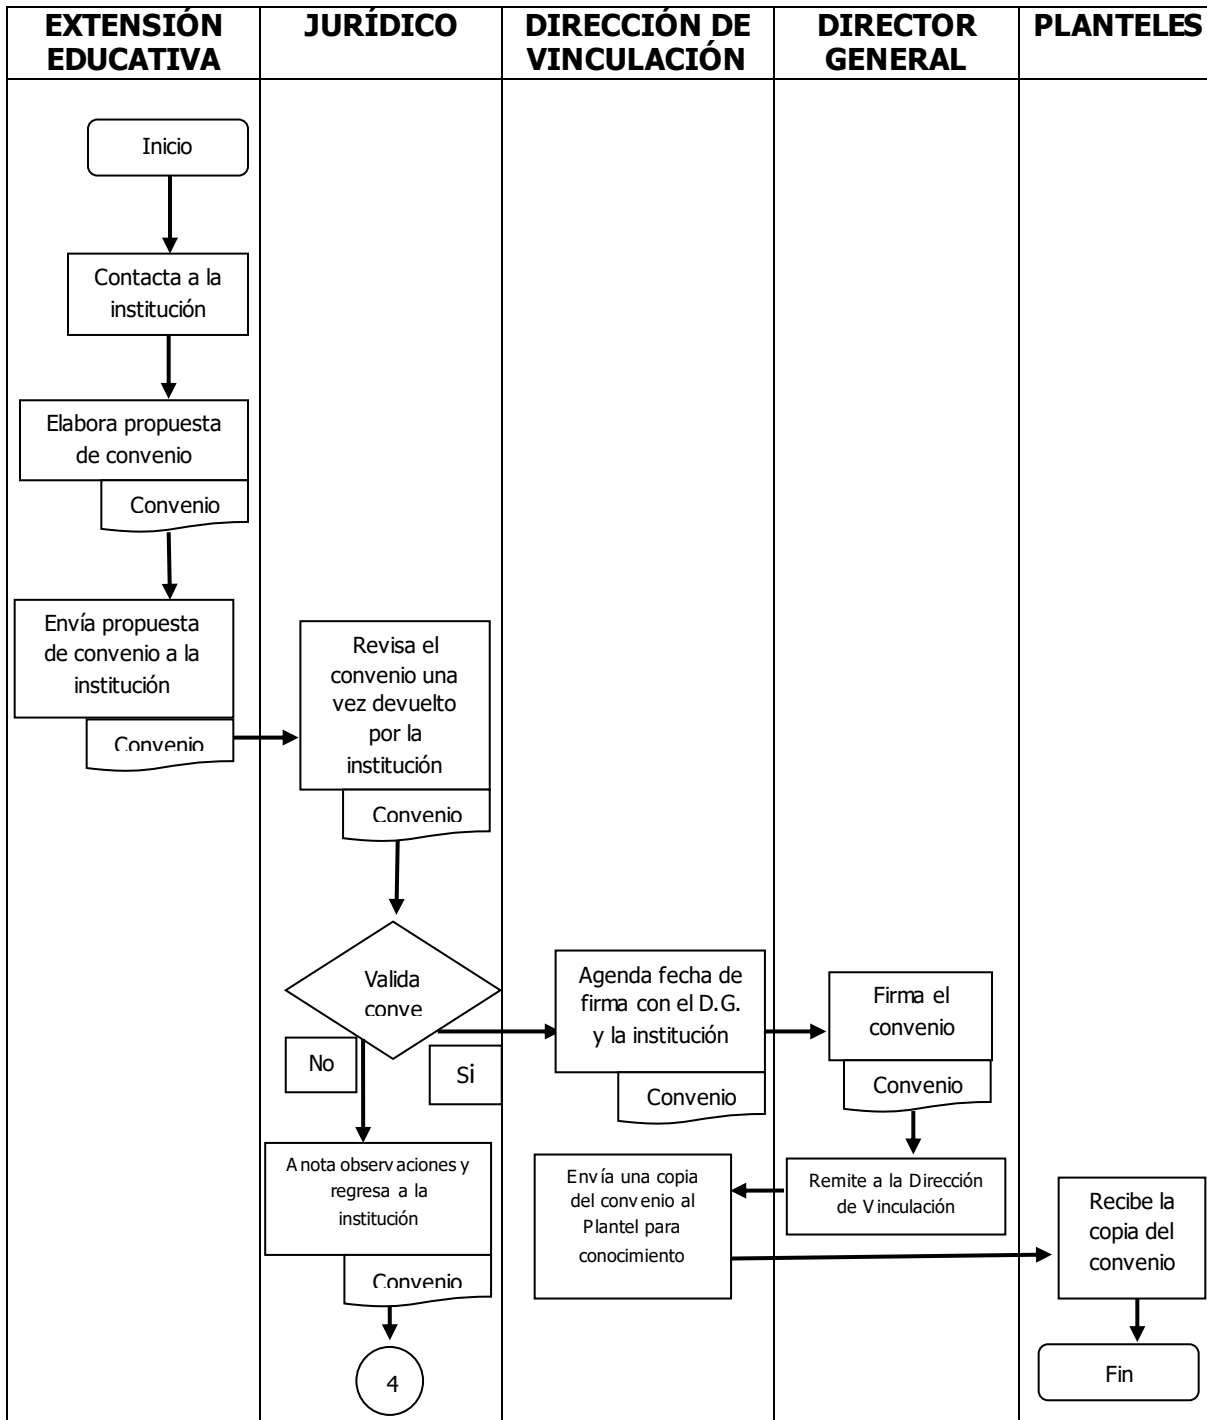 EXTENSIÓN
EDUCATIVA
JURÍDICO
DIRECCIÓN DE
VINCULACIÓN
DIRECTOR
GENERAL
PLANTELES
Inicio
Contacta a la
institución
Elabora propuesta
de convenio
Convenio
Envía propuesta
de convenio a la
institución
Convenio
Revisa el
convenio una
vez devuelto
por la
institución
Convenio
Valida
conve
No
Si
Agenda fecha de
firma con el D.G.
y la institución
Convenio
Firma el
convenio
Convenio
Anota observaciones y
regresa a la
institución
Convenio
4
Remite a la Dirección
de Vinculación
Envía una copia
del convenio al
Plantel para
conocimiento
Recibe la
copia del
convenio
Fin